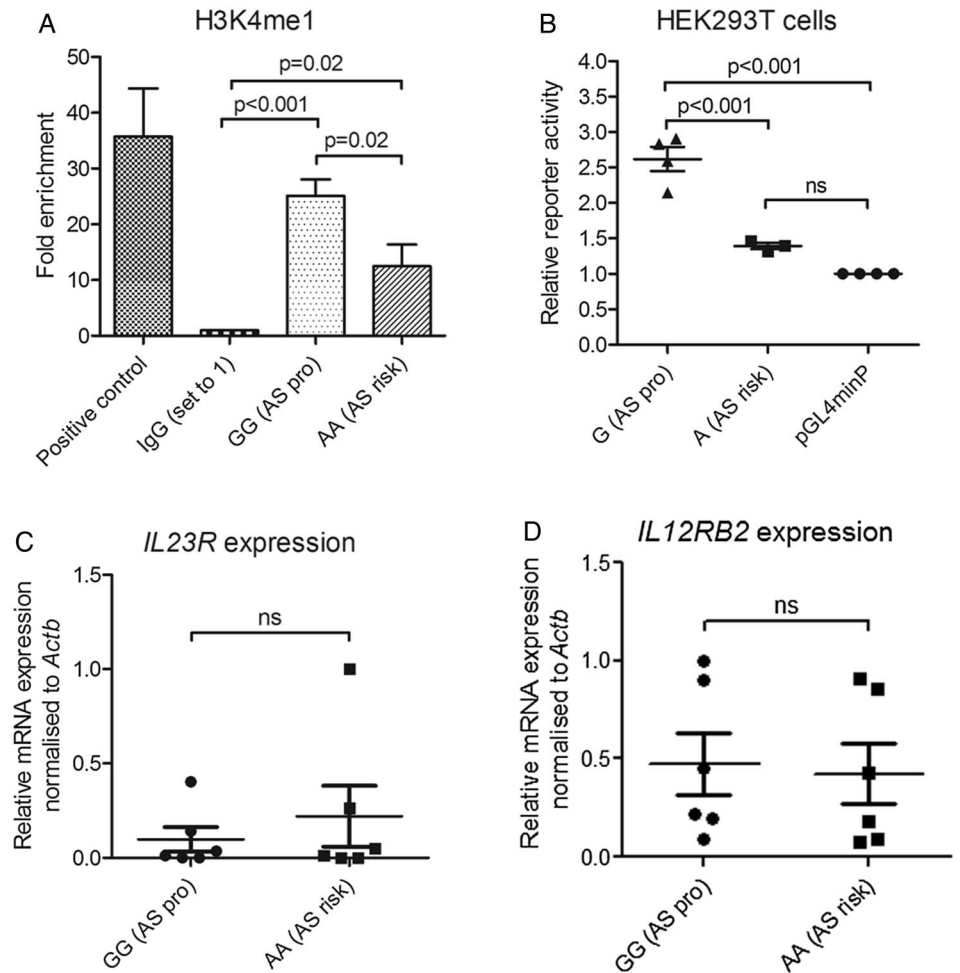 A
H3K4me1
Fold enrichment
50
40
30
20
10
0
p=0.02
p<0.001
p=0.02
Positive control
IgG (set to 1)
GG (AS pro)
AA (AS risk)
B
HEK293T cells
Relative reporter activity
4.0
3.5
3.0
2.5
2.0
1.5
1.0
0.5
0.0
p<0.001
p<0.001
ns
G (AS pro)
A (AS risk)
pGL4minP
C
IL23R expression
Relative mRNA expression
normalised to Actb
1.5
1.0
0.5
0.0
ns
GG (AS pro)
AA (AS risk)
D
IL12RB2 expression
Relative mRNA expression
normalised to Actb
1.5
1.0
0.5
0.0
ns
GG (AS pro)
AA (AS risk)